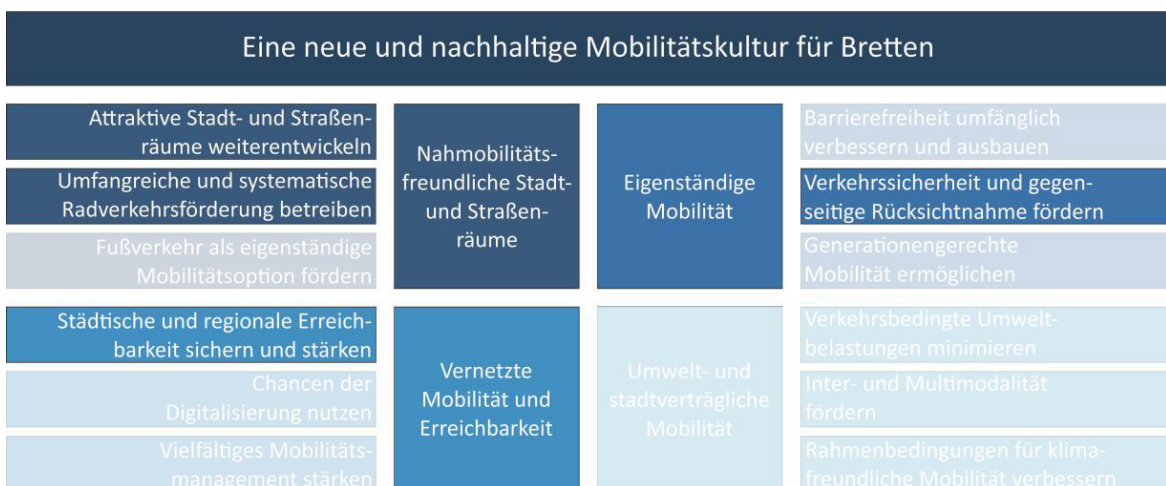 Eine neue und nachhaltige Mobilitätskultur für Bretten
Attraktive Stadt- und Straßen-
räume weiterentwickeln
Umfangreiche und systematische
Radverkehrsförderung betreiben
Fußverkehr als eigenständige
Mobilitätsoption fördern
Nahmobilitäts-
freundliche Stadt-
und Straßen-
räume
Eigenständige
Mobilität
Barrierefreiheit umfänglich
verbessern und ausbauen
Verkehrssicherheit und gegen-
seitige Rücksichtnahme fördern
Generationengerechte
Mobilität ermöglichen
Städtische und regionale Erreich-
barkeit sichern und stärken
Chancen der
Digitalisierung nutzen
Vielfältiges Mobilitäts-
management stärken
Vernetzte
Mobilität und
Erreichbarkeit
Umwelt- und
stadtverträgliche
Mobilität
Verkehrsbedingte Umwelt-
belastungen minimieren
Inter- und Multimodalität
fördern
Rahmenbedingungen für klima-
freundliche Mobilität verbessern